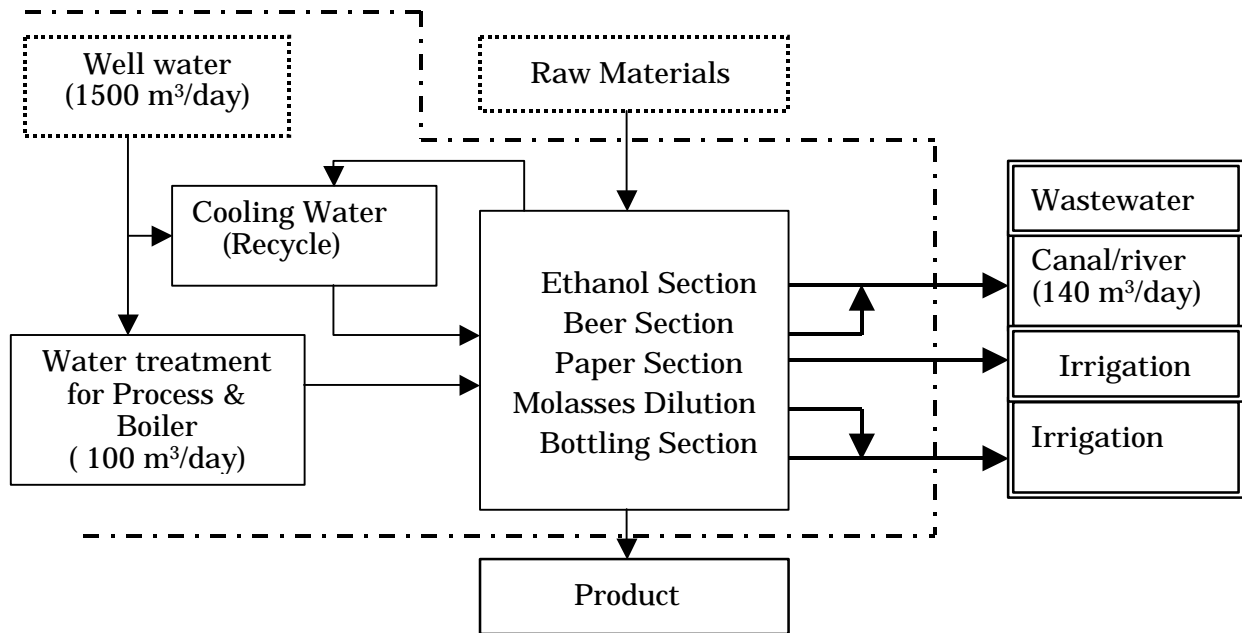 Well water
(1500 m³/day)
Raw Materials
Cooling Water
(Recycle)
Wastewater
Canal/river
(140 m³/day)
Ethanol Section
Beer Section
Paper Section
Molasses Dilution
Bottling Section
Water treatment
for Process &
Boiler
( 100 m³/day)
Irrigation
Irrigation
Product